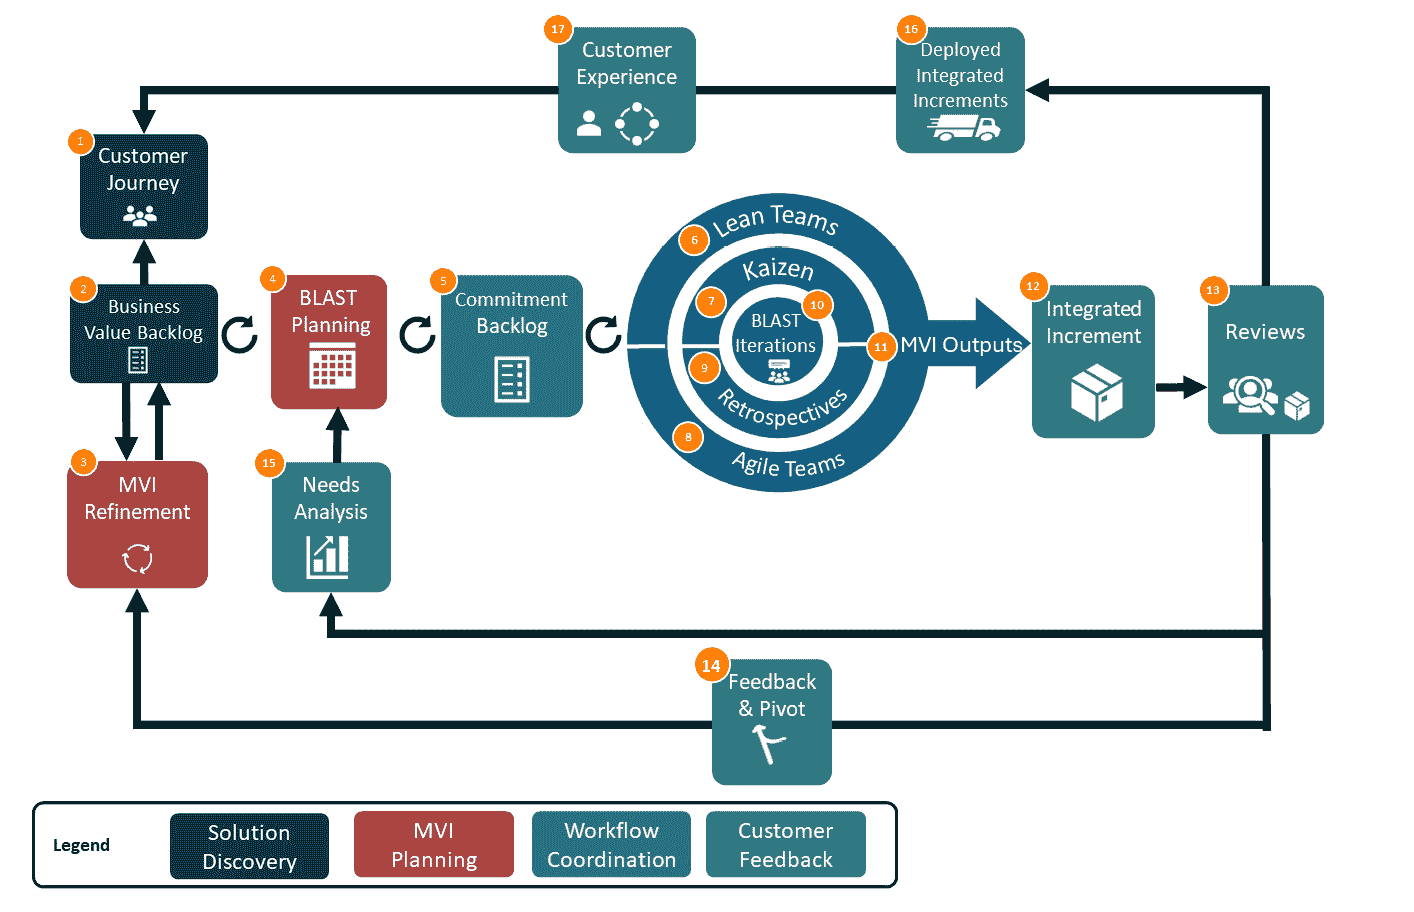 17
Customer
Experience
16
Deployed
Integrated
Increments
1
Customer
Journey
2
Business
Value Backlog
3
MVI
Refinement
4
BLAST
Planning
15
Needs
Analysis
5
Commitment
Backlog
6
Lean Teams
7
Kaizen
10
BLAST
Iterations
9
Retrospectives
8
Agile Teams
11
MVI Outputs
12
Integrated
Increment
13
Reviews
14
Feedback
& Pivot
Legend
Solution
Discovery
MVI
Planning
Workflow
Coordination
Customer
Feedback